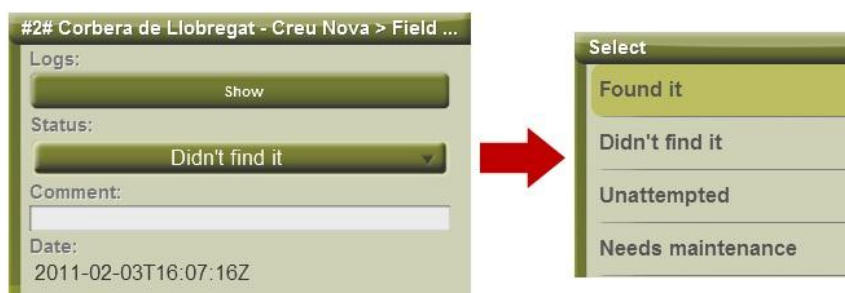 #2# Corbera de Llobregat - Creu Nova > Field ...
Logs:
Show
Status:
Didn't find it
Comment:
Date:
2011-02-03T16:07:16Z
Select
Found it
Didn't find it
Unattempted
Needs maintenance